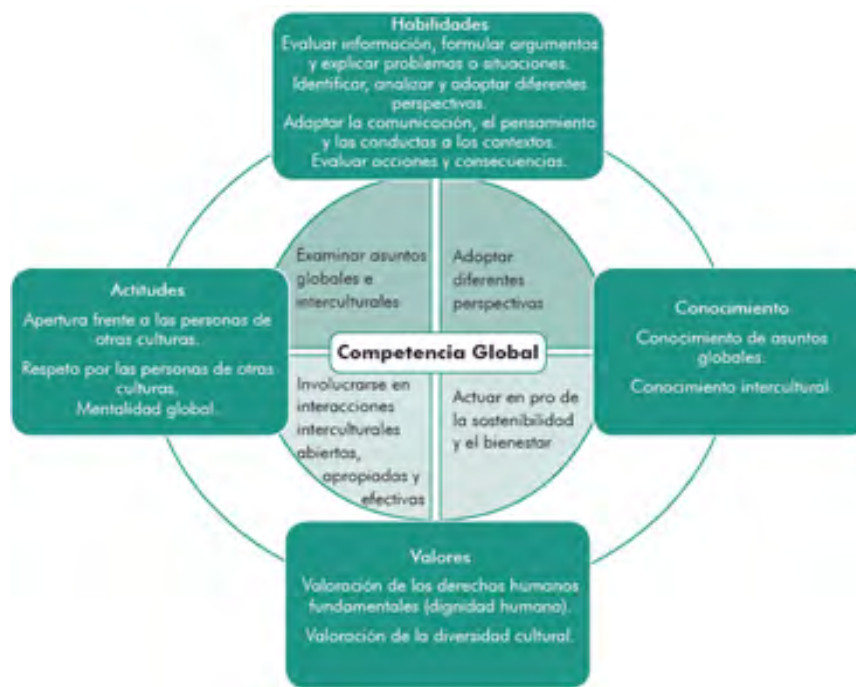 Habilidades
Evaluar información, formular argumentos
y explicar problemas o situaciones.
Identificar, analizar y adoptar diferentes
perspectivas.
Adaptar la comunicación, el pensamiento
y las conductas a los contextos.
Evaluar acciones y consecuencias.
Examinar asuntos
globales e
interculturales
Adoptar
diferentes
perspectivas
Actitudes
Apertura frente a las personas de
otras culturas.
Respeto por las personas de otras
culturas.
Mentalidad global.
Competencia Global
Conocimiento
Conocimiento de asuntos
globales.
Conocimiento intercultural
Involucrarse en
interacciones
interculturales
abiertas,
apropiadas y
efectivas
Actuar en pro de
la sostenibilidad
y el bienestar
Valores
Valoración de los derechos humanos
fundamentales (dignidad humana).
Valoración de la diversidad cultural.